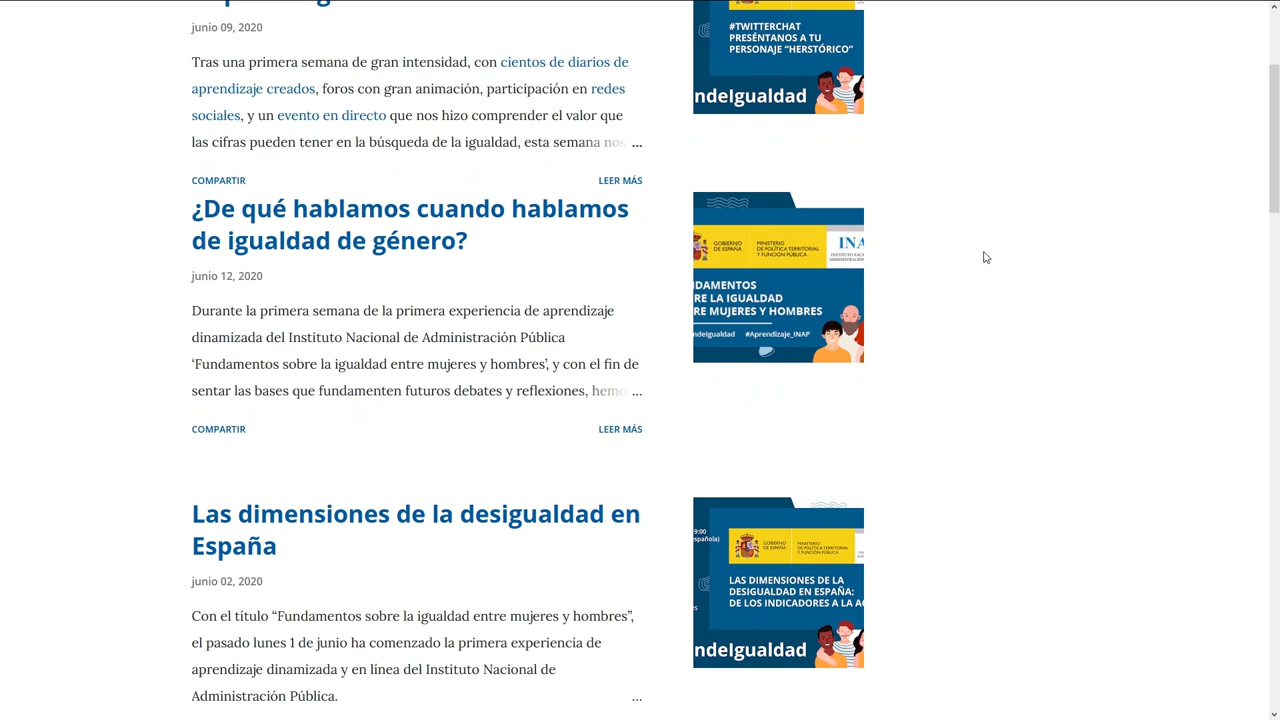 junio 09, 2020
Tras una primera semana de gran intensidad, con cientos de diarios de
aprendizaje creados, foros con gran animación, participación en redes
sociales, y un evento en directo que nos hizo comprender el valor que
las cifras pueden tener en la búsqueda de la igualdad, esta semana nos ...
COMPARTIR LEER MÁS
#TWITTERCHAT
PRESÉNTANOS A TU
PERSONAJE “HERSTÓRICO”
ndeIgualdad
¿De qué hablamos cuando hablamos
de igualdad de género?
junio 12, 2020
Durante la primera semana de la primera experiencia de aprendizaje
dinamizada del Instituto Nacional de Administración Pública
‘Fundamentos sobre la igualdad entre mujeres y hombres’, y con el fin de
sentar las bases que fundamenten futuros debates y reflexiones, hemo ...
COMPARTIR LEER MÁS
GOBIERNO
DE ESPAÑA
MINISTERIO
DE POLÍTICA TERRITORIAL
Y FUNCIÓN PÚBLICA
INA
INSTITUTO NAC
ADMINISTRACIÓN
DAMENTOS
RE LA IGUALDAD
RE MUJERES Y HOMBRES
ndeIgualdad #Aprendizaje_INAP
Las dimensiones de la desigualdad en
España
junio 02, 2020
Con el título “Fundamentos sobre la igualdad entre mujeres y hombres”,
el pasado lunes 1 de junio ha comenzado la primera experiencia de
aprendizaje dinamizada y en línea del Instituto Nacional de
Administración Pública. ...
9:00
española)
GOBIERNO
DE ESPAÑA
MINISTERIO
DE POLÍTICA TERRITORIAL
Y FUNCIÓN PÚBLICA
LAS DIMENSIONES DE LA
DESIGUALDAD EN ESPAÑA:
DE LOS INDICADORES A LA AC
ndeIgualdad